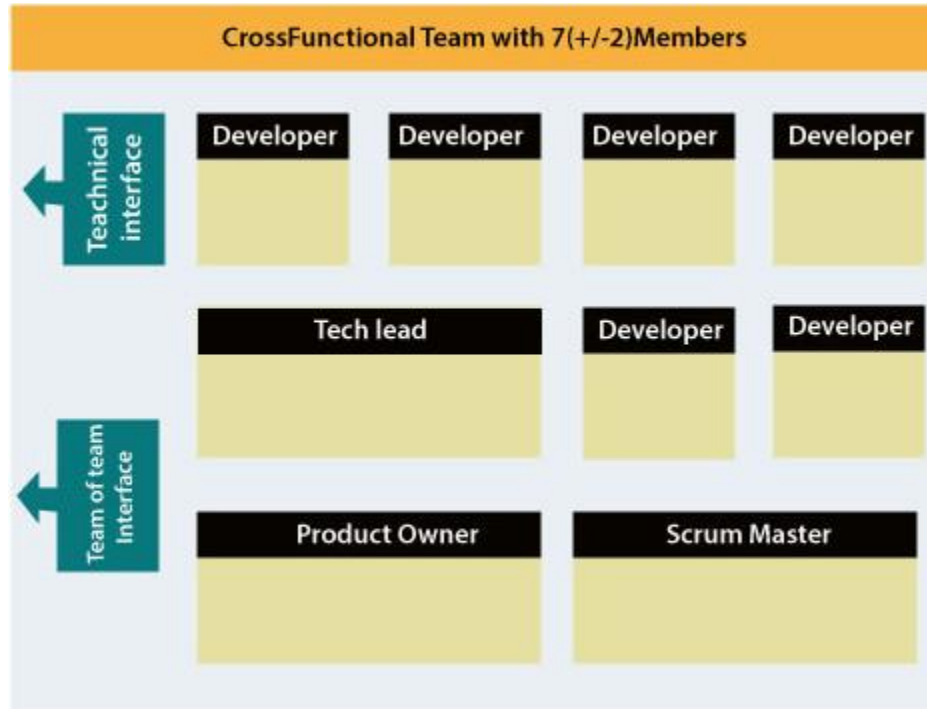 CrossFunctional Team with 7(+/-2)Members
Teachnical
interface
Developer
Developer
Developer
Developer
Tech lead
Developer
Developer
Team of team
Interface
Product Owner
Scrum Master